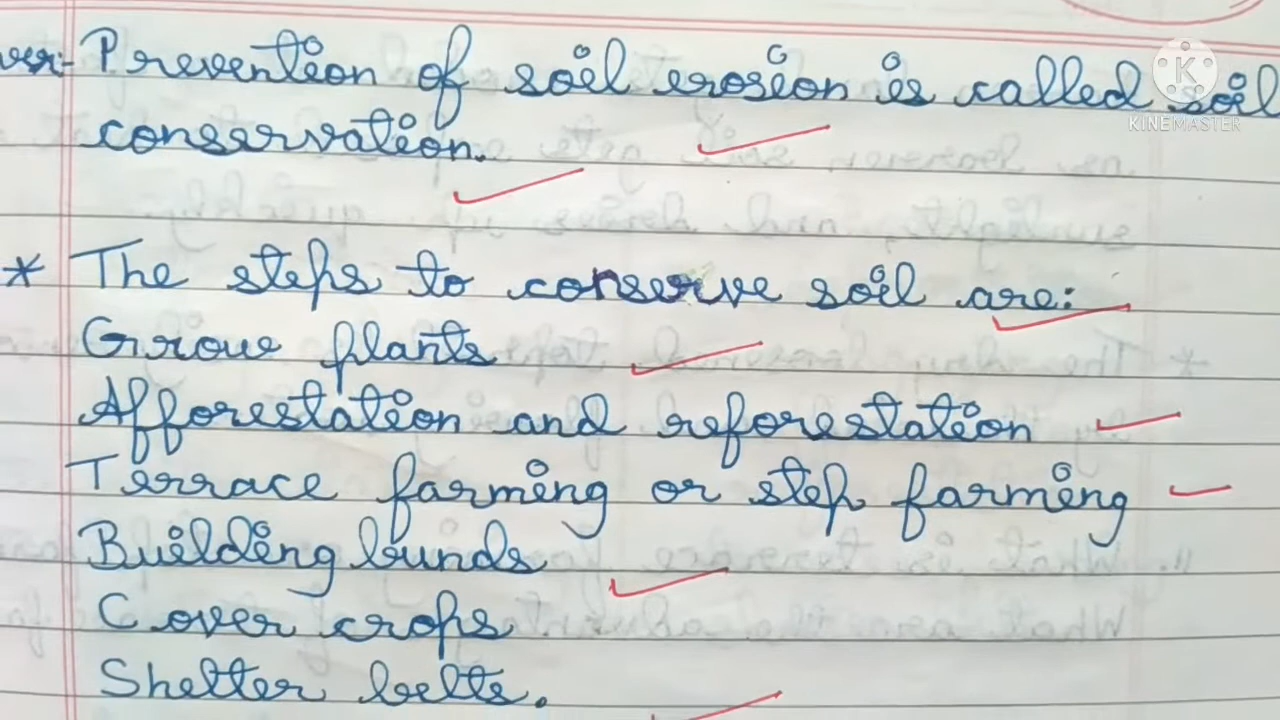 ver:- Prevention of soil erosion is called soil
conservation.
* The steps to conserve soil are:
Grow plants
Afforestation and reforestation
Terrace farming or step farming
Building bunds
Cover crops
Shelter belts.
K
KINEMASTER